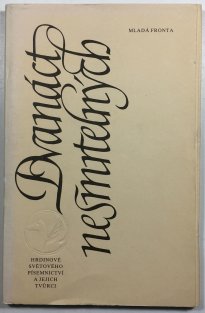 MLADÁ FRONTA
Dvanáct
nesmrtelných
HRDINOVÉ
SVĚTOVÉHO
PÍSEMNICTVÍ
A JEJICH
TVŮRCI